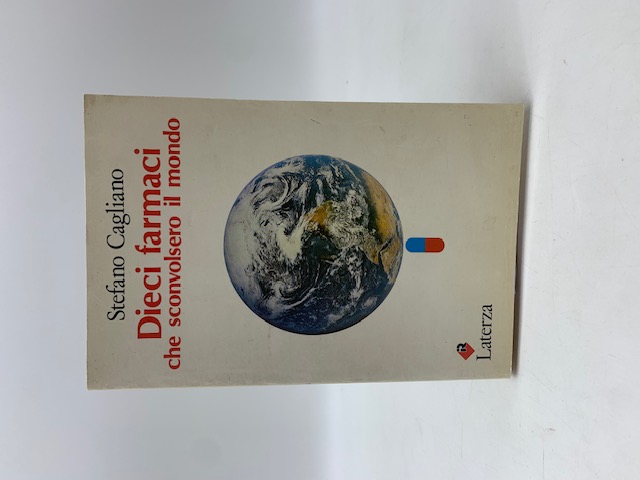 Stefano Cagliano
Dieci farmaci
che sconvolsero il mondo
Laterza